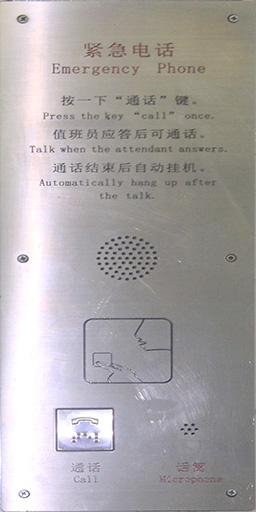 紧急电话
Emergency Phone
按一下“通话”键。
Press the key “call” once.
值班员应答后可通话。
Talk when the attendant answers.
通话结束后自动挂机。
Automatically hang up after
the talk.
通话
Call
话筒
Microphone